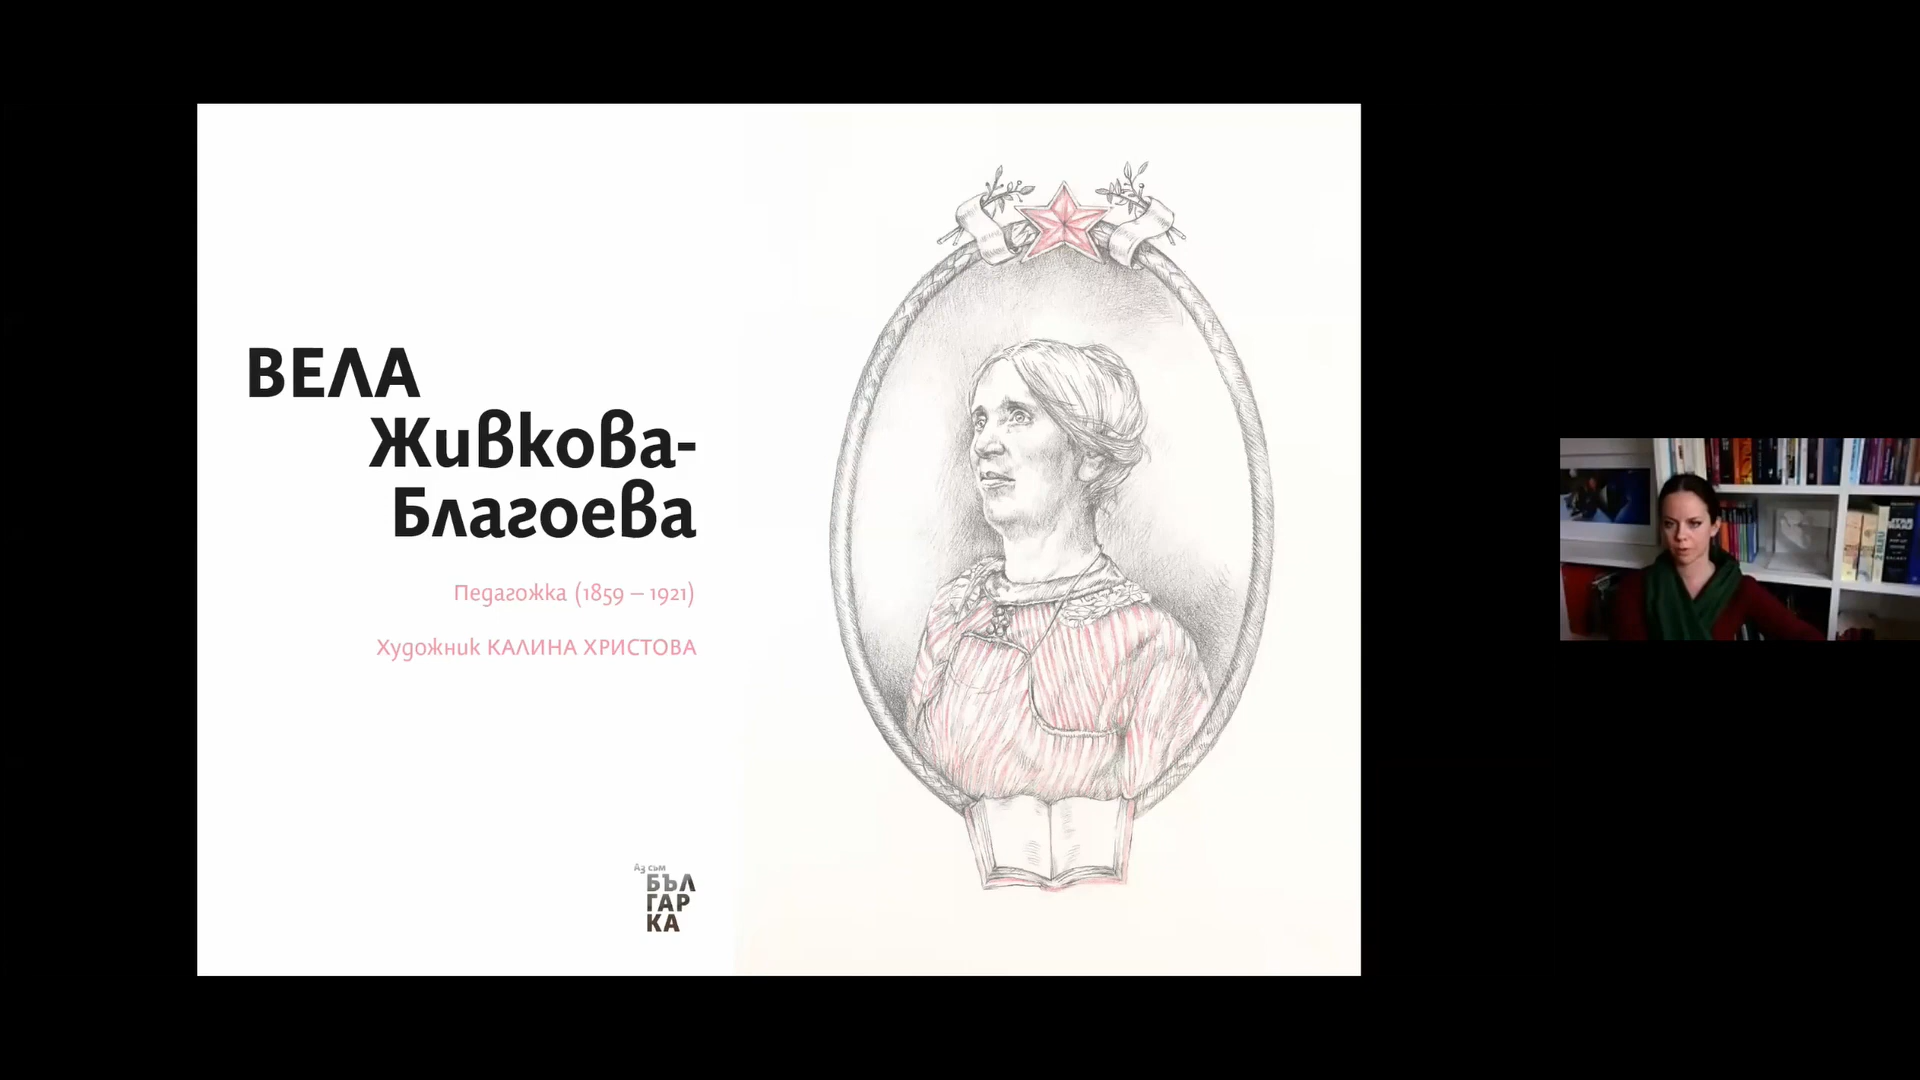 ВЕЛА
Живкова-
Благоева
Педагожка (1859 – 1921)
Художник КАЛИНА ХРИСТОВА
Аз съм
БЪЛ
ГАР
КА